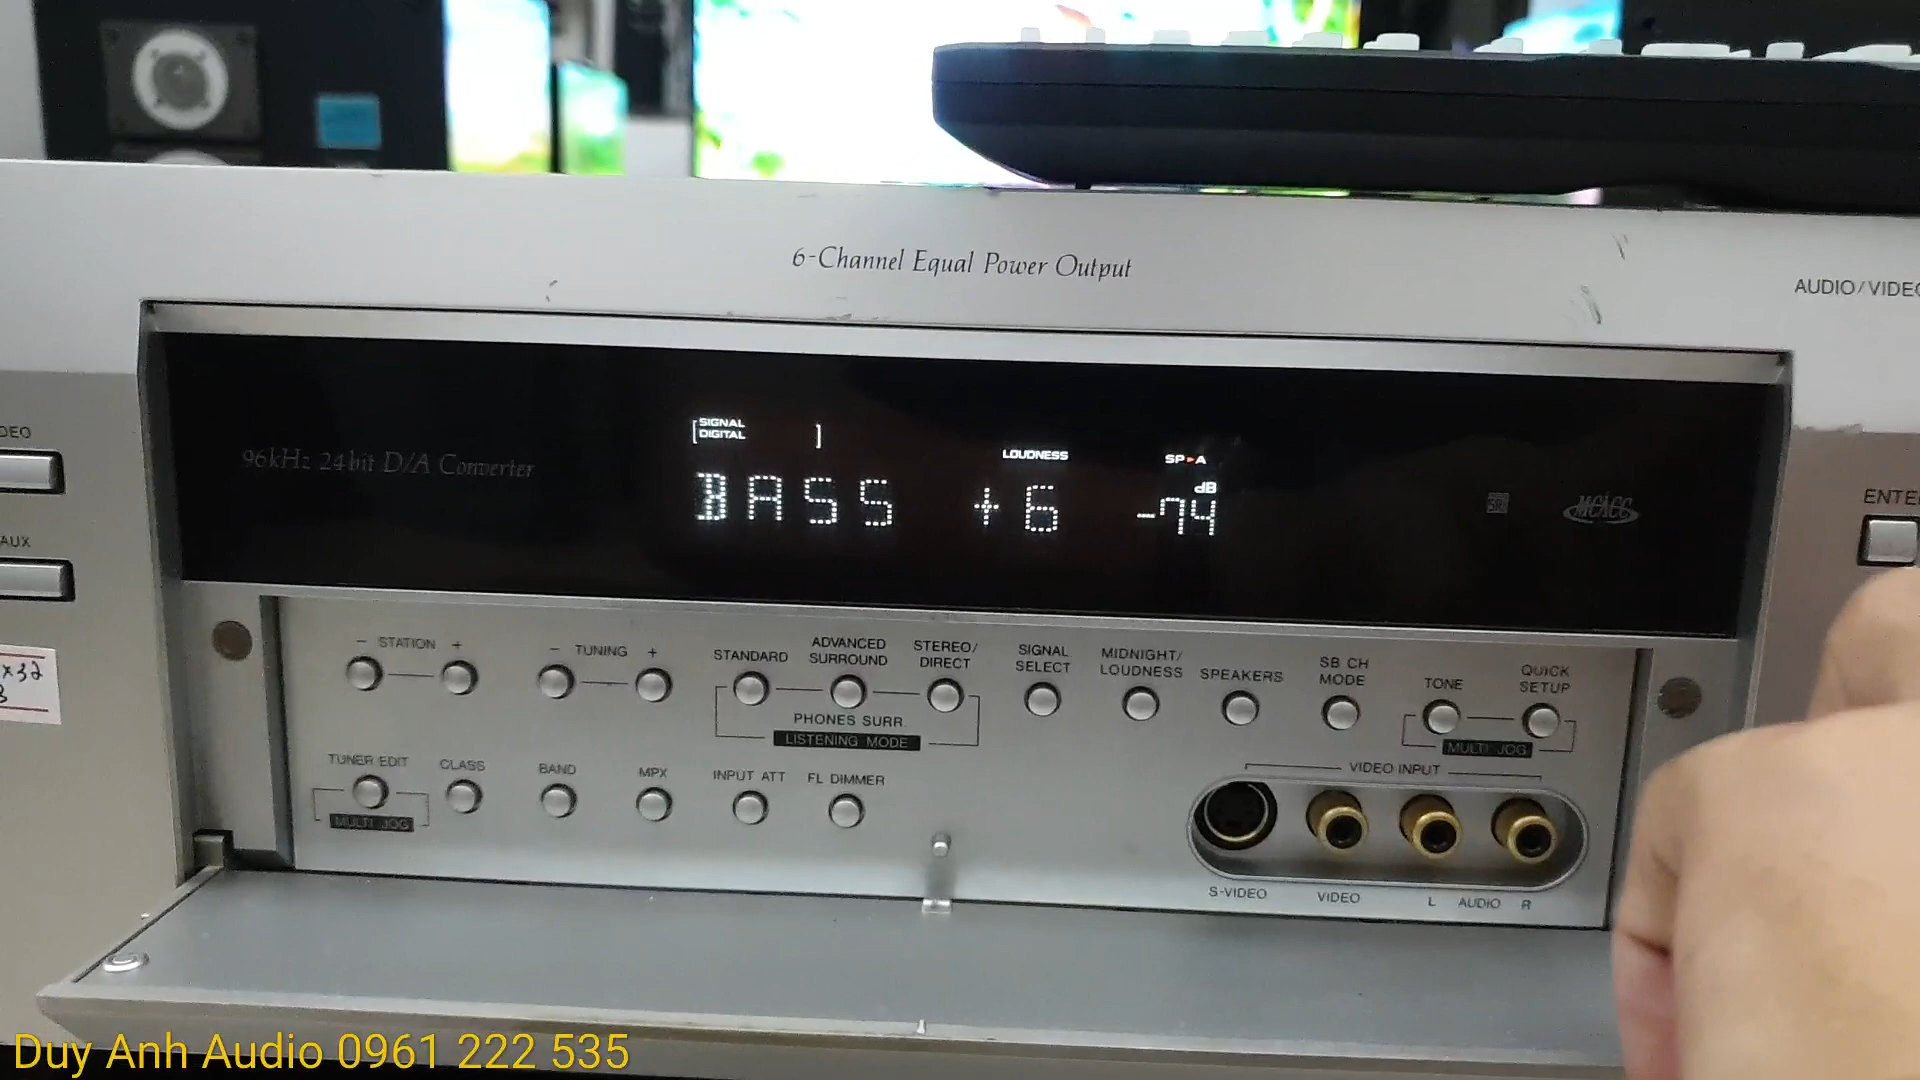 6-Channel Equal Power Output
AUDIO/VIDEO
SIGNAL
DIGITAL
LOUDNESS
SP►A
96kHz 24bit D/A Converter
BASS +6 -74 dB
MCACC
DEO
AUX
ENTE
x32
- STATION +
- TUNING +
STANDARD
ADVANCED
SURROUND
STEREO/
DIRECT
SIGNAL
SELECT
MIDNIGHT/
LOUDNESS
SPEAKERS
SB CH
MODE
TONE
QUICK
SETUP
PHONES SURR.
LISTENING MODE
MULTI JOG
TUNER EDIT
CLASS
BAND
MPX
INPUT ATT
FL DIMMER
MULTI JOG
VIDEO INPUT
S-VIDEO
VIDEO
L AUDIO R
Duy Anh Audio 0961 222 535